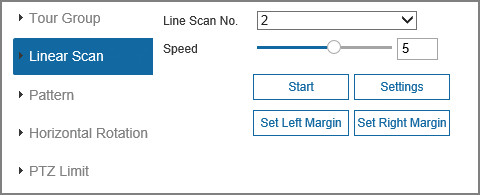 Tour Group
Linear Scan
Pattern
Horizontal Rotation
PTZ Limit
Line Scan No. 2
Speed 5
Start Settings
Set Left Margin Set Right Margin